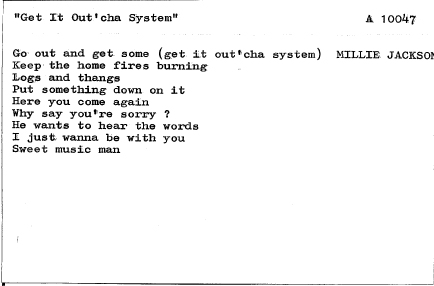 "Get It Out'cha System" A 10047
Go out and get some (get it out'cha system) MILLIE JACKSON
Keep the home fires burning
Logs and thangs
Put something down on it
Here you come again
Why say you're sorry ?
He wants to hear the words
I just wanna be with you
Sweet music man